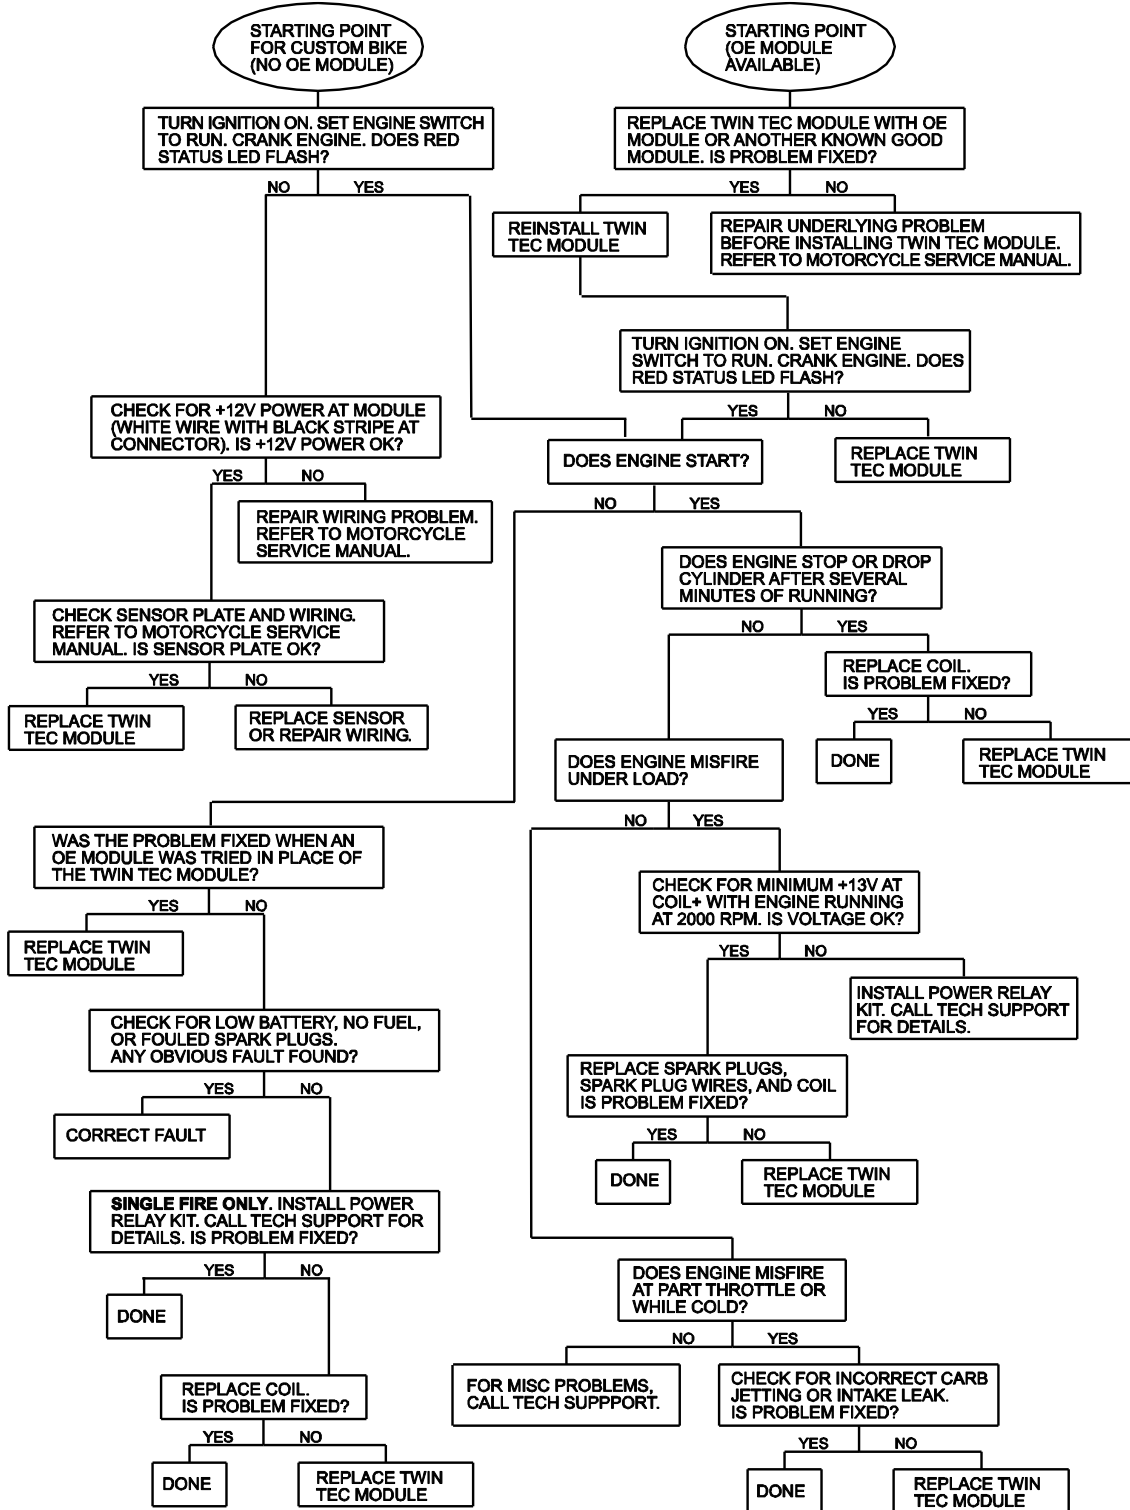 STARTING POINT
FOR CUSTOM BIKE
(NO OE MODULE)
STARTING POINT
(OE MODULE
AVAILABLE)
TURN IGNITION ON. SET ENGINE SWITCH
TO RUN. CRANK ENGINE. DOES RED
STATUS LED FLASH?
REPLACE TWIN TEC MODULE WITH OE
MODULE OR ANOTHER KNOWN GOOD
MODULE. IS PROBLEM FIXED?
NO
YES
YES
NO
REINSTALL TWIN
TEC MODULE
REPAIR UNDERLYING PROBLEM
BEFORE INSTALLING TWIN TEC MODULE.
REFER TO MOTORCYCLE SERVICE MANUAL.
TURN IGNITION ON. SET ENGINE
SWITCH TO RUN. CRANK ENGINE. DOES
RED STATUS LED FLASH?
YES
NO
CHECK FOR +12V POWER AT MODULE
(WHITE WIRE WITH BLACK STRIPE AT
CONNECTOR). IS +12V POWER OK?
DOES ENGINE START?
REPLACE TWIN
TEC MODULE
YES
NO
NO
YES
REPAIR WIRING PROBLEM.
REFER TO MOTORCYCLE
SERVICE MANUAL.
DOES ENGINE STOP OR DROP
CYLINDER AFTER SEVERAL
MINUTES OF RUNNING?
CHECK SENSOR PLATE AND WIRING.
REFER TO MOTORCYCLE SERVICE
MANUAL. IS SENSOR PLATE OK?
NO
YES
REPLACE COIL.
IS PROBLEM FIXED?
YES
NO
REPLACE TWIN
TEC MODULE
REPLACE SENSOR
OR REPAIR WIRING.
YES
NO
DONE
REPLACE TWIN
TEC MODULE
DOES ENGINE MISFIRE
UNDER LOAD?
NO
YES
WAS THE PROBLEM FIXED WHEN AN
OE MODULE WAS TRIED IN PLACE OF
THE TWIN TEC MODULE?
CHECK FOR MINIMUM +13V AT
COIL+ WITH ENGINE RUNNING
AT 2000 RPM. IS VOLTAGE OK?
YES
NO
REPLACE TWIN
TEC MODULE
YES
NO
INSTALL POWER RELAY
KIT. CALL TECH SUPPORT
FOR DETAILS.
CHECK FOR LOW BATTERY, NO FUEL,
OR FOULED SPARK PLUGS.
ANY OBVIOUS FAULT FOUND?
REPLACE SPARK PLUGS,
SPARK PLUG WIRES, AND COIL
IS PROBLEM FIXED?
YES
NO
CORRECT FAULT
YES
NO
DONE
REPLACE TWIN
TEC MODULE
SINGLE FIRE ONLY. INSTALL POWER
RELAY KIT. CALL TECH SUPPORT FOR
DETAILS. IS PROBLEM FIXED?
YES
NO
DONE
DOES ENGINE MISFIRE
AT PART THROTTLE OR
WHILE COLD?
NO
YES
FOR MISC PROBLEMS,
CALL TECH SUPPPORT.
CHECK FOR INCORRECT CARB
JETTING OR INTAKE LEAK.
IS PROBLEM FIXED?
REPLACE COIL.
IS PROBLEM FIXED?
YES
NO
DONE
REPLACE TWIN
TEC MODULE
YES
NO
DONE
REPLACE TWIN
TEC MODULE